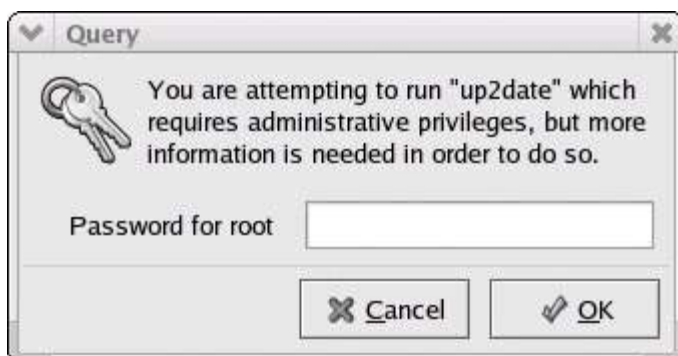 Query
You are attempting to run "up2date" which
requires administrative privileges, but more
information is needed in order to do so.
Password for root
Cancel
OK